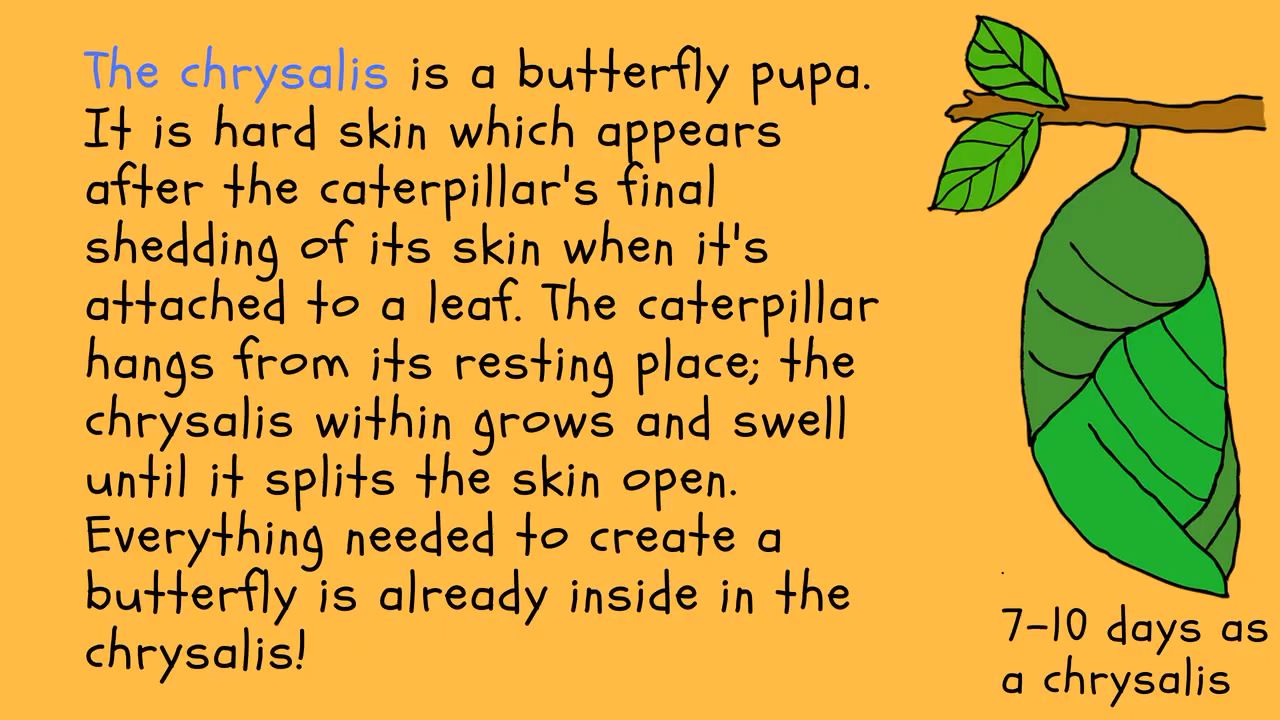 The chrysalis is a butterfly pupa.
It is hard skin which appears
after the caterpillar's final
shedding of its skin when it's
attached to a leaf. The caterpillar
hangs from its resting place; the
chrysalis within grows and swell
until it splits the skin open.
Everything needed to create a
butterfly is already inside in the
chrysalis!
7-10 days as
a chrysalis